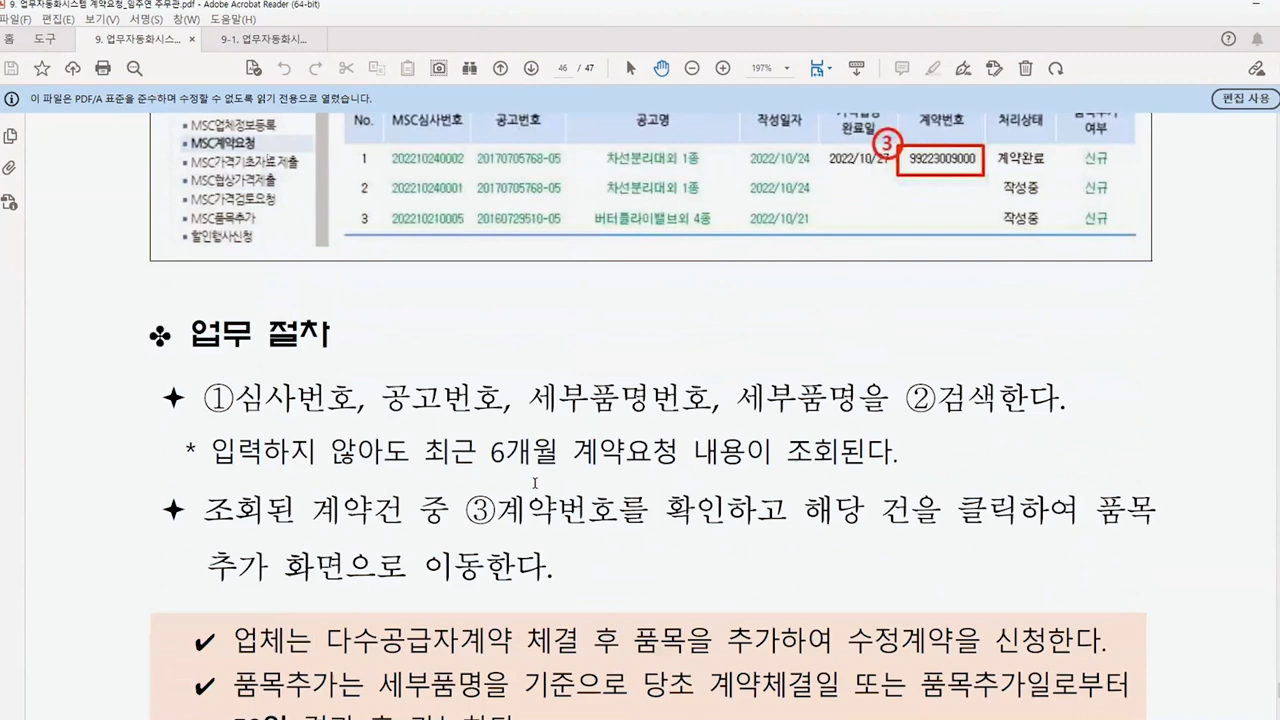 9. 업무자동화시스템 계약요청_임주연 주무관.pdf - Adobe Acrobat Reader (64-bit)
파일(F) 편집(E) 보기(V) 서명(S) 창(W) 도움말(H)
홈 도구 9. 업무자동화시스... × 9-1. 업무자동화시...
46 / 47 197%
이 파일은 PDF/A 표준을 준수하며 수정할 수 없도록 읽기 전용으로 열렸습니다. 편집 사용
MSC업체정보등록
MSC계약요청
MSC가격기초자료 제출
MSC협상가격제출
MSC가격검토요청
MSC품목추가
할인행사신청
No. MSC심사번호 공고번호 공고명 작성일자 완료일 계약번호 처리상태 여부
③
1 202210240002 20170705768-05 차선분리대외 1종 2022/10/24 2022/10/27 99223009000 계약완료 신규
2 202210240001 20170705768-05 차선분리대외 1종 2022/10/24 작성중 신규
3 202210210005 20160729510-05 버터플라이밸브외 4종 2022/10/21 작성중 신규
업무 절차
①심사번호, 공고번호, 세부품명번호, 세부품명을 ②검색한다.
* 입력하지 않아도 최근 6개월 계약요청 내용이 조회된다.
조회된 계약건 중 ③계약번호를 확인하고 해당 건을 클릭하여 품목
추가 화면으로 이동한다.
✔ 업체는 다수공급자계약 체결 후 품목을 추가하여 수정계약을 신청한다.
✔ 품목추가는 세부품명을 기준으로 당초 계약체결일 또는 품목추가일로부터